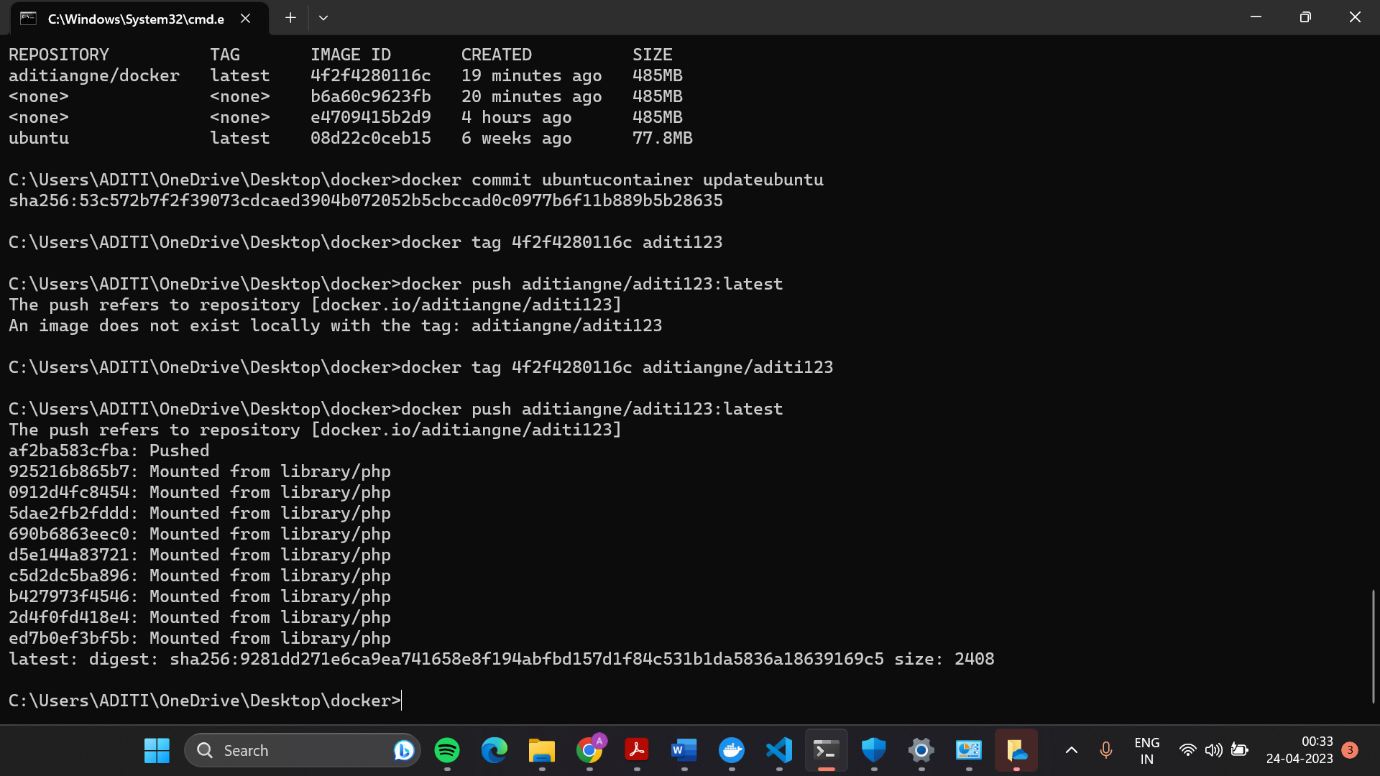 C:\Windows\System32\cmd.e
REPOSITORY TAG IMAGE ID CREATED SIZE
aditiangne/docker latest 4f2f4280116c 19 minutes ago 485MB
<none> <none> b6a60c9623fb 20 minutes ago 485MB
<none> <none> e4709415b2d9 4 hours ago 485MB
ubuntu latest 08d22c0ceb15 6 weeks ago 77.8MB
C:\Users\ADITI\OneDrive\Desktop\docker>docker commit ubuntucontainer updateubuntu
sha256:53c572b7f2f39073cdcaed3904b072052b5cbccad0c0977b6f11b889b5b28635
C:\Users\ADITI\OneDrive\Desktop\docker>docker tag 4f2f4280116c aditi123
C:\Users\ADITI\OneDrive\Desktop\docker>docker push aditiangne/aditi123:latest
The push refers to repository [docker.io/aditiangne/aditi123]
An image does not exist locally with the tag: aditiangne/aditi123
C:\Users\ADITI\OneDrive\Desktop\docker>docker tag 4f2f4280116c aditiangne/aditi123
C:\Users\ADITI\OneDrive\Desktop\docker>docker push aditiangne/aditi123:latest
The push refers to repository [docker.io/aditiangne/aditi123]
af2ba583cfba: Pushed
925216b865b7: Mounted from library/php
0912d4fc8454: Mounted from library/php
5dae2fb2fddd: Mounted from library/php
690b6863eec0: Mounted from library/php
d5e144a83721: Mounted from library/php
c5d2dc5ba896: Mounted from library/php
b427973f4546: Mounted from library/php
2d4f0fd418e4: Mounted from library/php
ed7b0ef3bf5b: Mounted from library/php
latest: digest: sha256:9281dd271e6ca9ea741658e8f194abfbd157d1f84c531b1da5836a18639169c5 size: 2408
C:\Users\ADITI\OneDrive\Desktop\docker>
Search
A
ENG
IN
00:33
24-04-2023
3